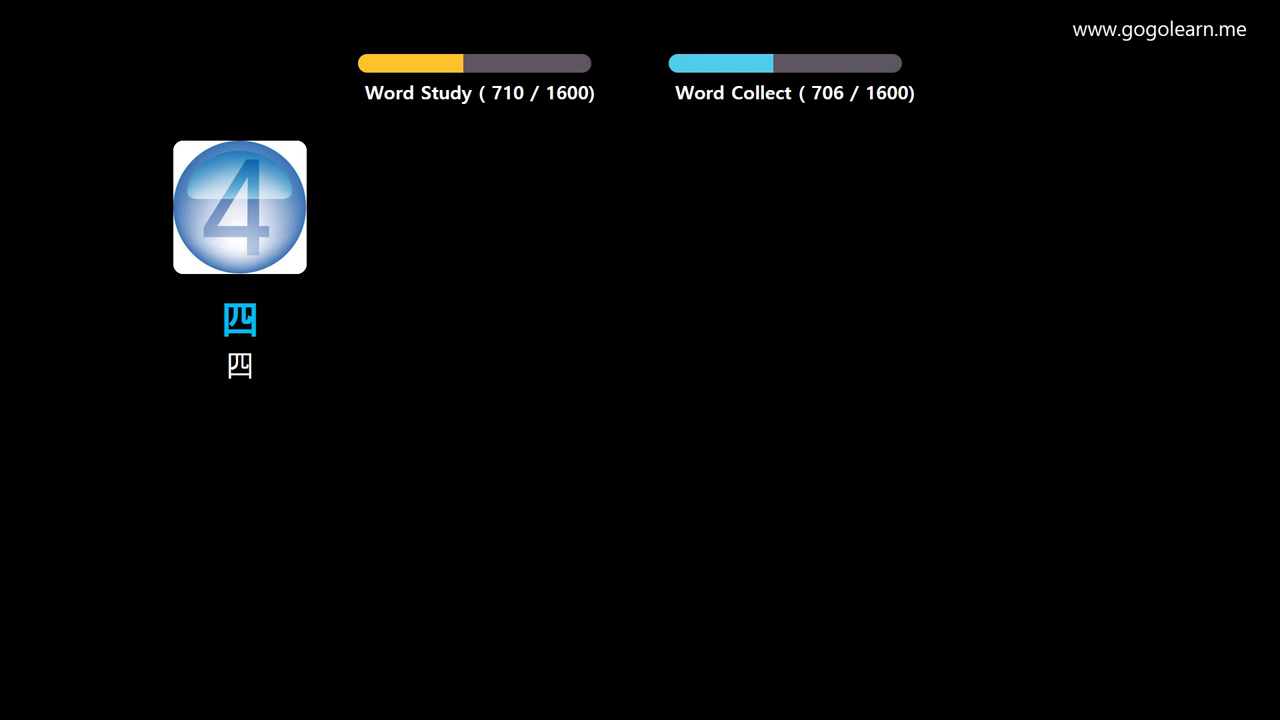 www.gogolearn.me
Word Study ( 710 / 1600)
Word Collect ( 706 / 1600)
4
四
四